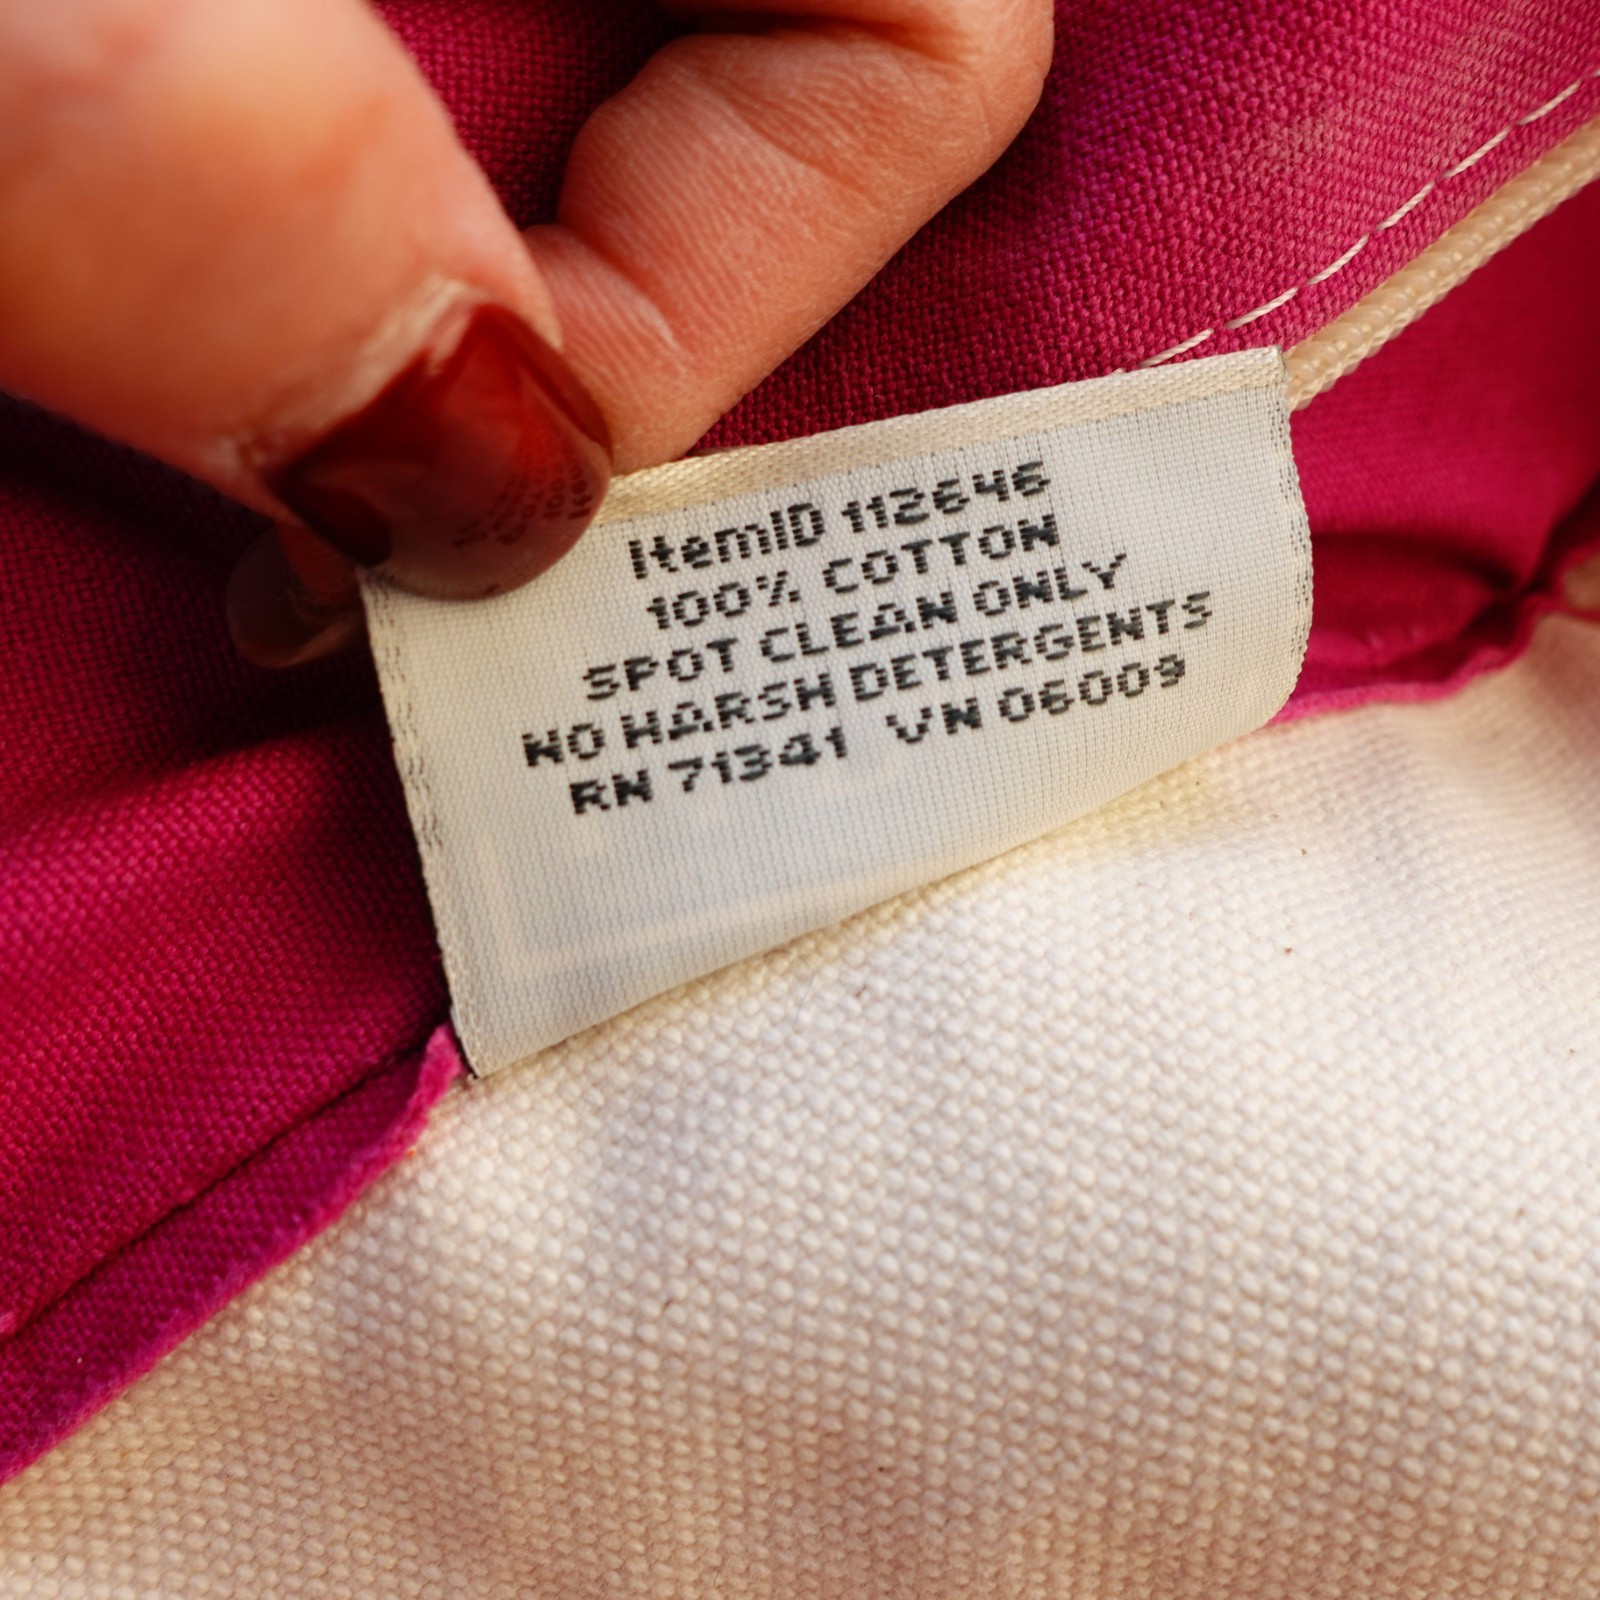 ItemID 112646
100% COTTON
SPOT CLEAN ONLY
NO HARSH DETERGENTS
RN 71341 VN 06009